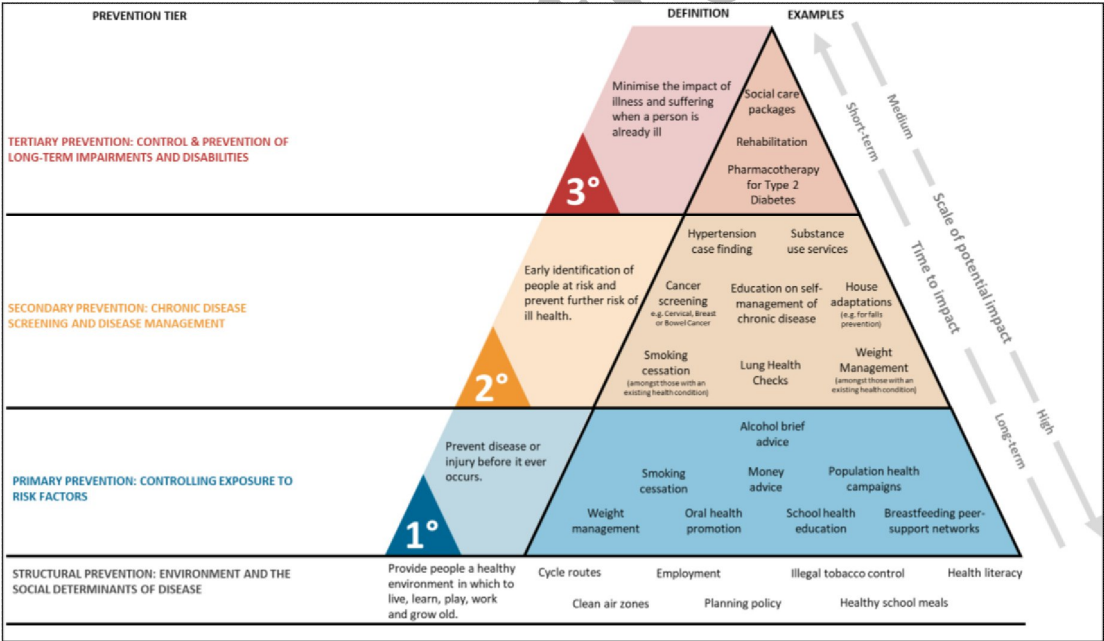 PREVENTION TIER
DEFINITION
EXAMPLES
TERTIARY PREVENTION: CONTROL & PREVENTION OF
LONG-TERM IMPAIRMENTS AND DISABILITIES
3°
Minimise the impact of
illness and suffering
when a person is
already ill
Social care
packages
Rehabilitation
Pharmacotherapy
for Type 2
Diabetes
SECONDARY PREVENTION: CHRONIC DISEASE
SCREENING AND DISEASE MANAGEMENT
2°
Early identification of
people at risk and
prevent further risk of
ill health.
Hypertension
case finding
Substance
use services
Cancer
screening
e.g. Cervical, Breast
or Bowel Cancer
Education on self-
management of
chronic disease
House
adaptations
(e.g. for falls
prevention)
Smoking
cessation
(amongst those with an
existing health condition)
Lung Health
Checks
Weight
Management
(amongst those with an
existing health condition)
PRIMARY PREVENTION: CONTROLLING EXPOSURE TO
RISK FACTORS
1°
Prevent disease or
injury before it ever
occurs.
Alcohol brief
advice
Smoking
cessation
Money
advice
Population health
campaigns
Weight
management
Oral health
promotion
School health
education
Breastfeeding peer-
support networks
STRUCTURAL PREVENTION: ENVIRONMENT AND THE
SOCIAL DETERMINANTS OF DISEASE
Provide people a healthy
environment in which to
live, learn, play, work
and grow old.
Cycle routes
Employment
Illegal tobacco control
Health literacy
Clean air zones
Planning policy
Healthy school meals
Short-term
Time to impact
Long-term
Medium
Scale of potential impact
High